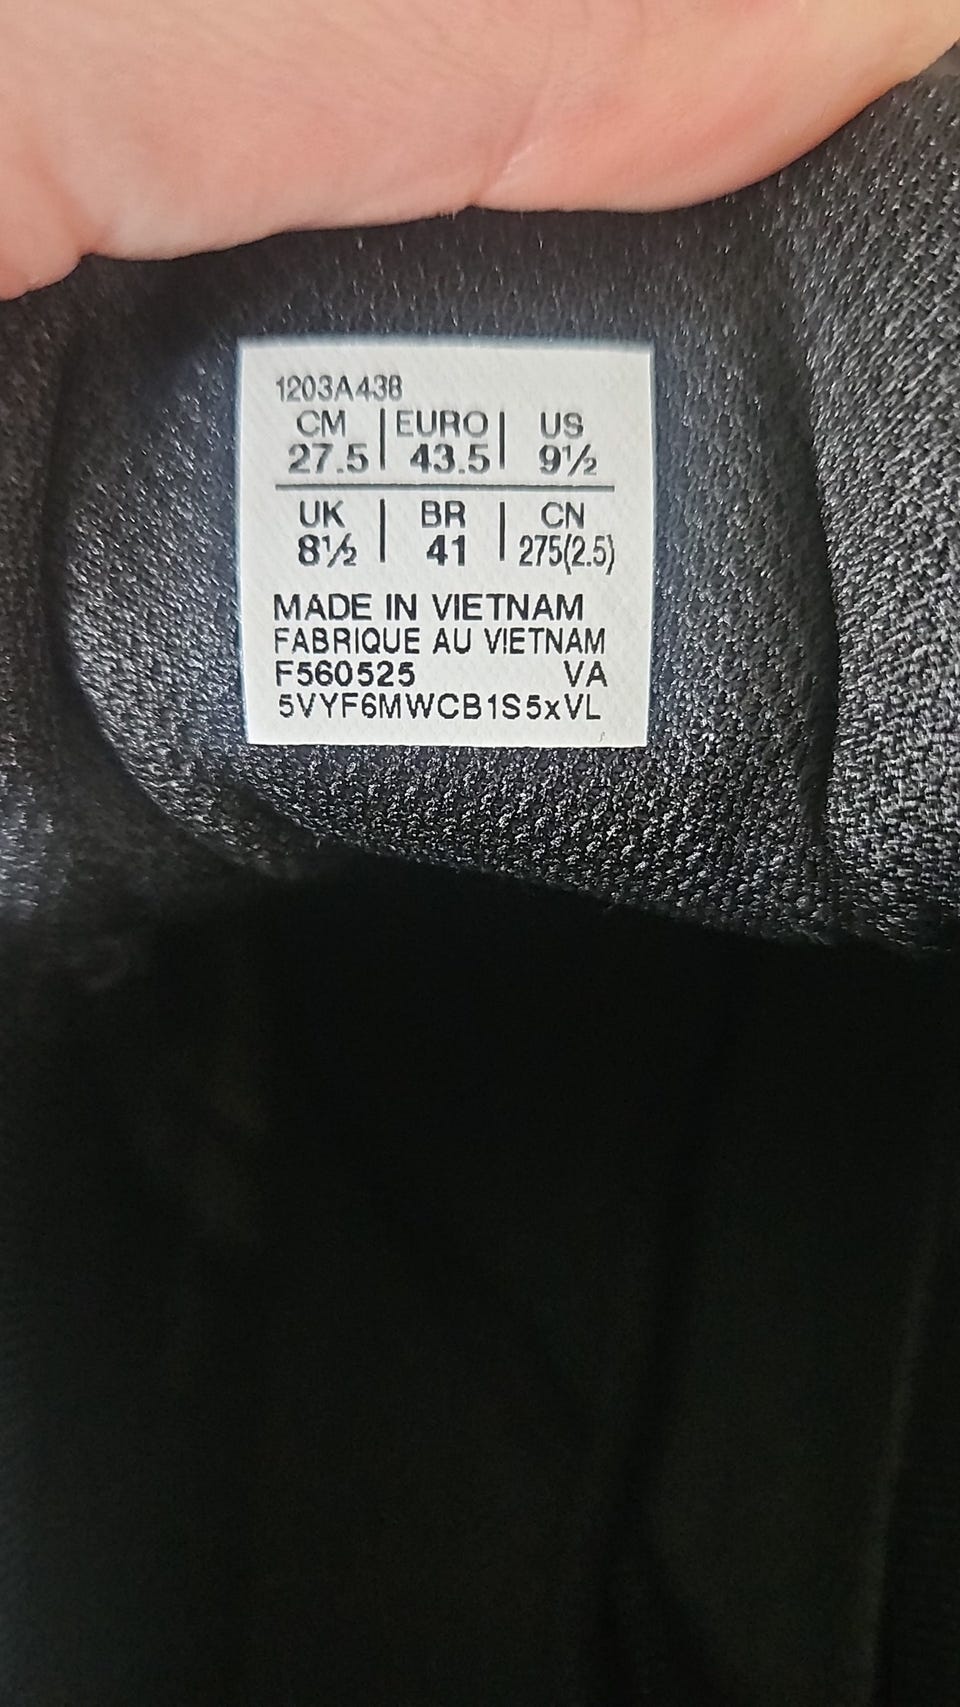 1203A438
CM | EURO | US
27.5 | 43.5 | 9½
UK | BR | CN
8½ | 41 | 275(2.5)
MADE IN VIETNAM
FABRIQUE AU VIETNAM
F560525 VA
5VYF6MWCB1S5xVL